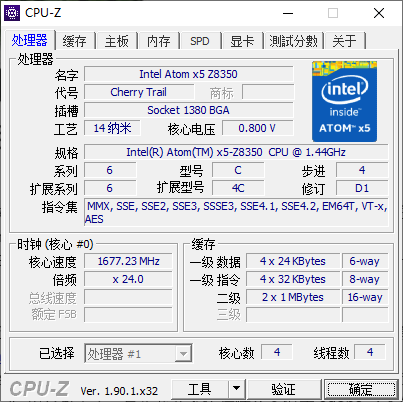 CPU-Z
处理器 缓存 主板 内存 SPD 显卡 測試分數 关于
处理器
名字 Intel Atom x5 Z8350
代号 Cherry Trail 商标
插槽 Socket 1380 BGA
工艺 14 纳米 核心电压 0.800 V
intel inside ATOM™ x5
规格 Intel(R) Atom(TM) x5-Z8350 CPU @ 1.44GHz
系列 6 型号 C 步进 4
扩展系列 6 扩展型号 4C 修订 D1
指令集 MMX, SSE, SSE2, SSE3, SSSE3, SSE4.1, SSE4.2, EM64T, VT-x,
AES
时钟 (核心 #0)
核心速度 1677.23 MHz
倍频 x 24.0
总线速度
额定 FSB
缓存
一级 数据 4 x 24 KBytes 6-way
一级 指令 4 x 32 KBytes 8-way
二级 2 x 1 MBytes 16-way
三级
已选择 处理器 #1 核心数 4 线程数 4
CPU-Z Ver. 1.90.1.x32 工具 验证 确定